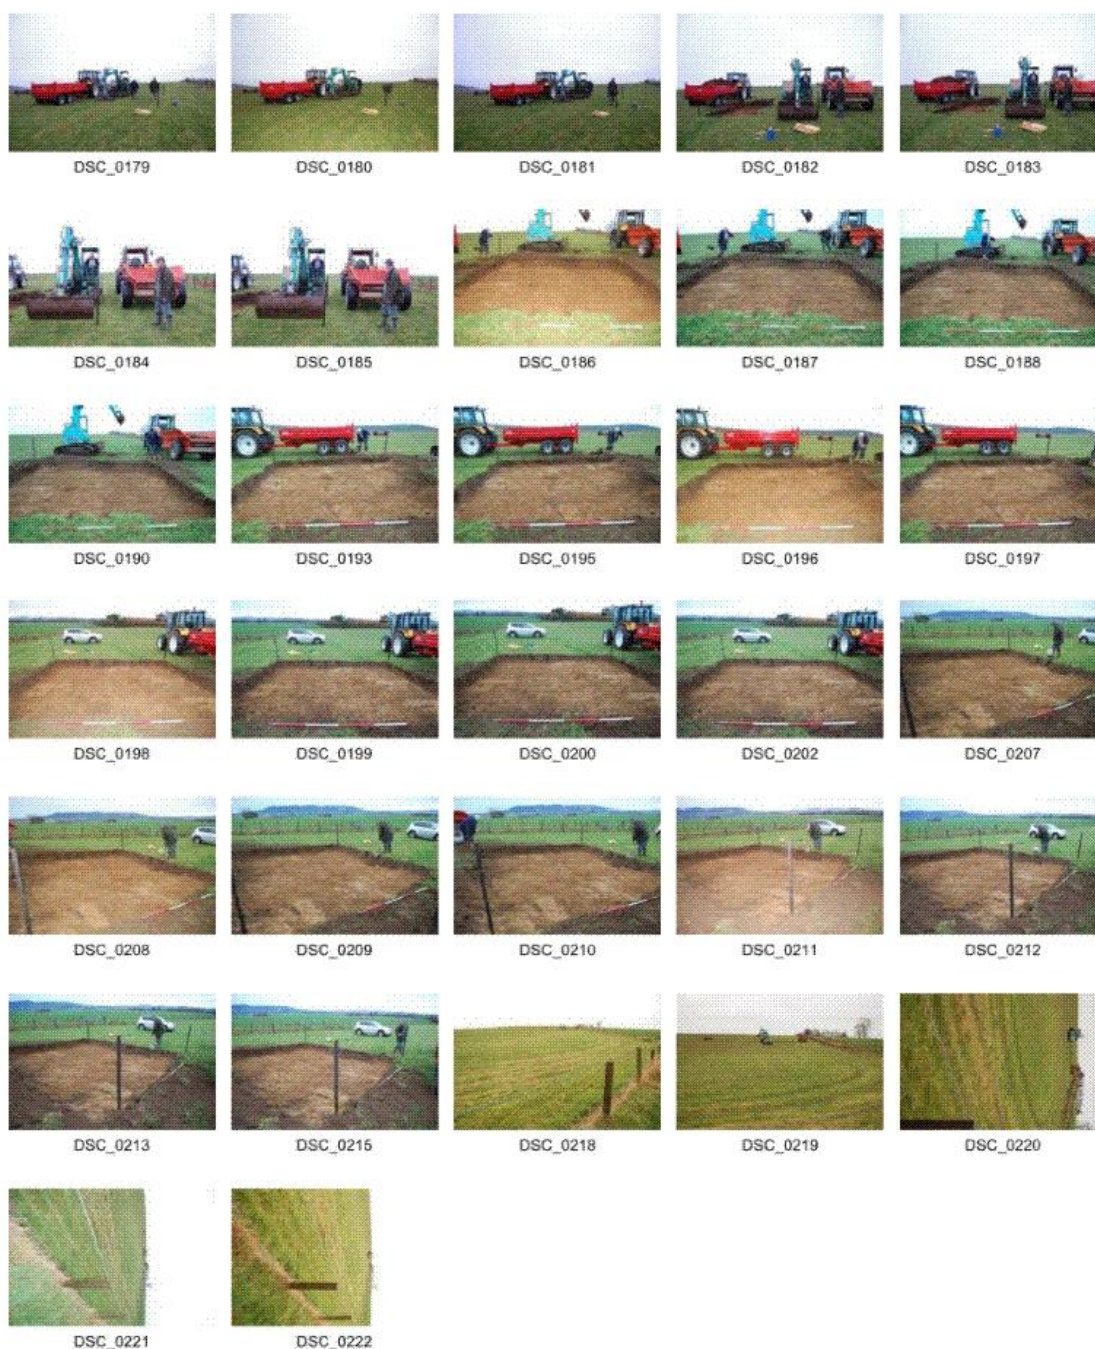 DSC_0179 DSC_0180 DSC_0181 DSC_0182 DSC_0183
DSC_0184 DSC_0185 DSC_0186 DSC_0187 DSC_0188
DSC_0190 DSC_0193 DSC_0195 DSC_0196 DSC_0197
DSC_0198 DSC_0199 DSC_0200 DSC_0202 DSC_0207
DSC_0208 DSC_0209 DSC_0210 DSC_0211 DSC_0212
DSC_0213 DSC_0215 DSC_0218 DSC_0219 DSC_0220
DSC_0221 DSC_0222